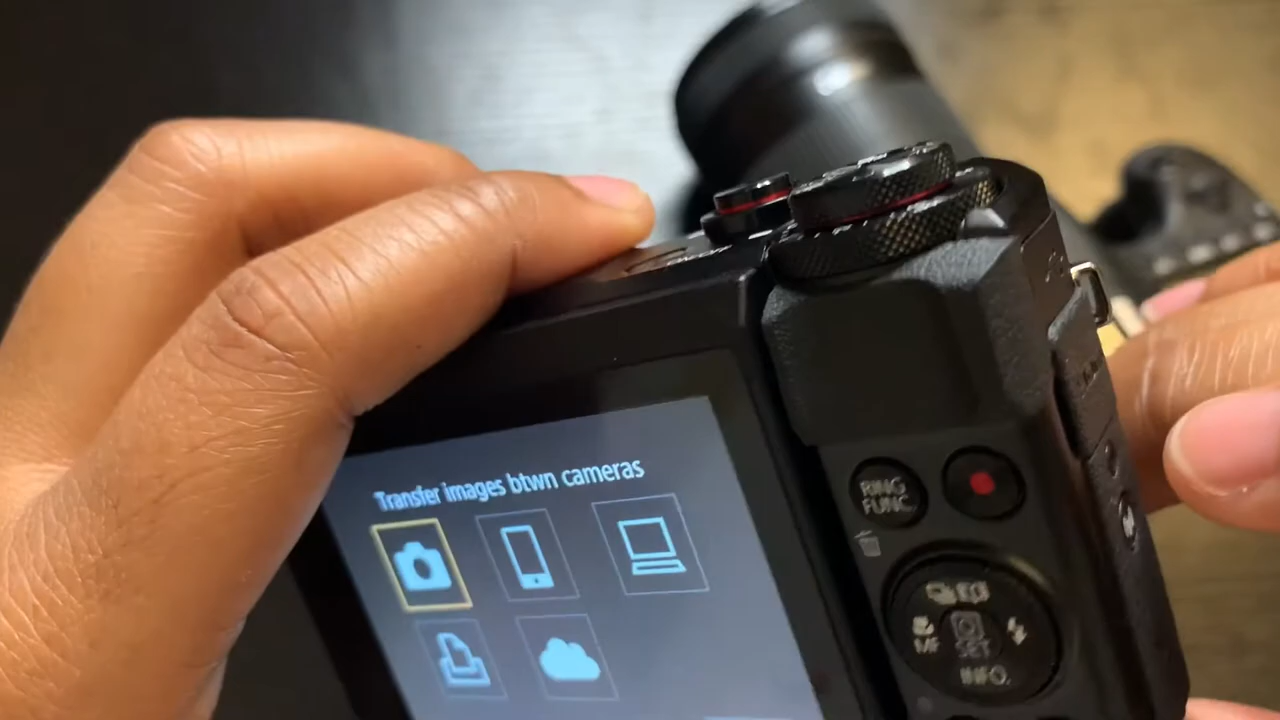 Transfer images btwn cameras
RING
FUNC.
MF
SET
INFO.